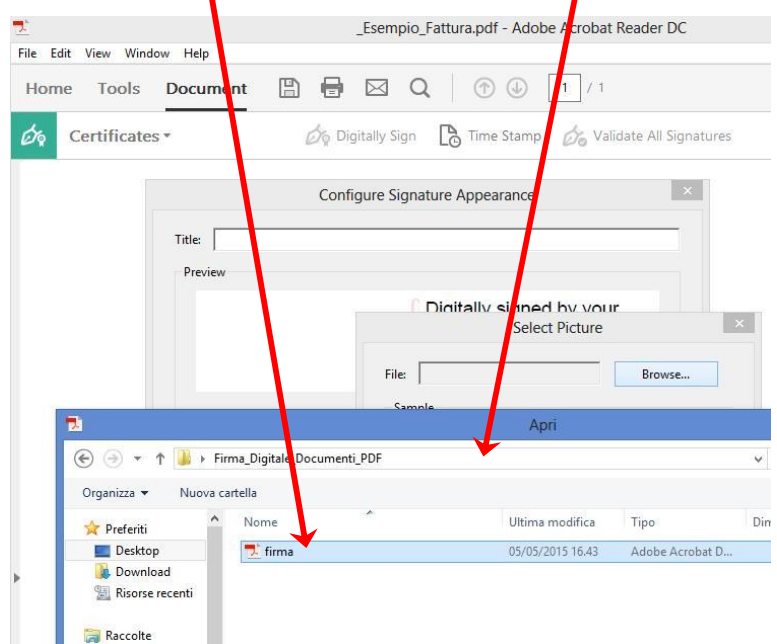 _Esempio_Fattura.pdf - Adobe Acrobat Reader DC
File Edit View Window Help
Home Tools Document 1 / 1
Certificates Digitally Sign Time Stamp Validate All Signatures
Configure Signature Appearance
Title:
Preview
Digitally signed by your
Select Picture
File: Browse...
Sample
Apri
Firma_Digitale_Documenti_PDF
Organizza Nuova cartella
Nome Ultima modifica Tipo Dim
Preferiti
firma 05/05/2015 16.43 Adobe Acrobat D...
Desktop
Download
Risorse recenti
Raccolte